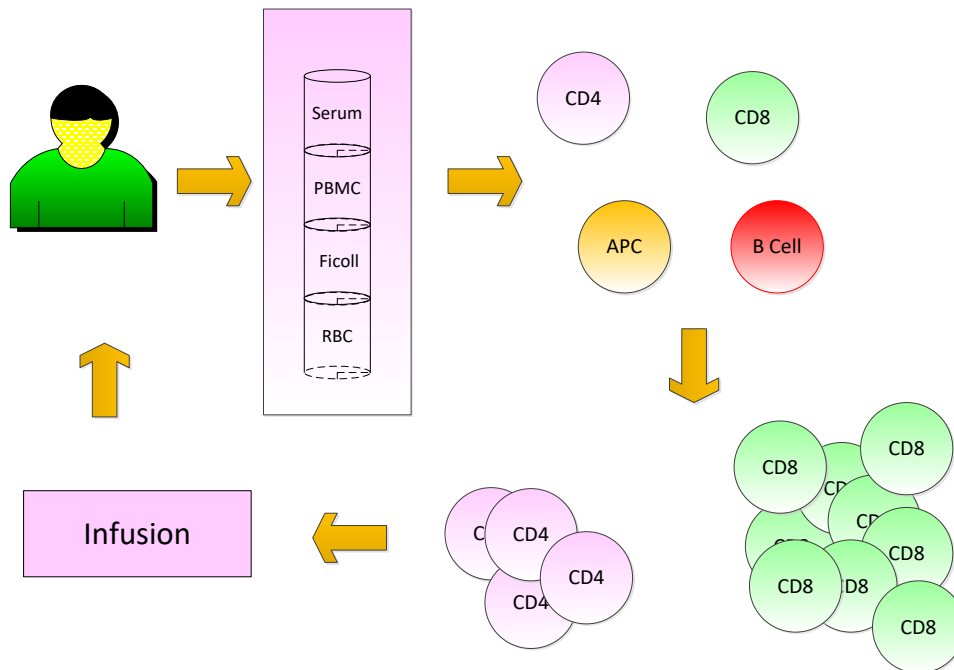 Serum
PBMC
Ficoll
RBC
CD4
CD8
APC
B Cell
CD8
CD8
CD8
CD8
CD8
CD8
CD4
CD4
CD4
Infusion